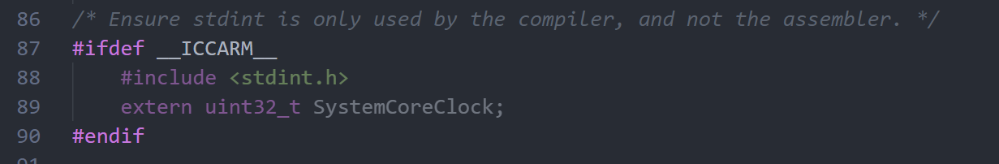 86 /* Ensure stdint is only used by the compiler, and not the assembler. */
87 #ifdef __ICCARM__
88     #include <stdint.h>
89     extern uint32_t SystemCoreClock;
90 #endif
91